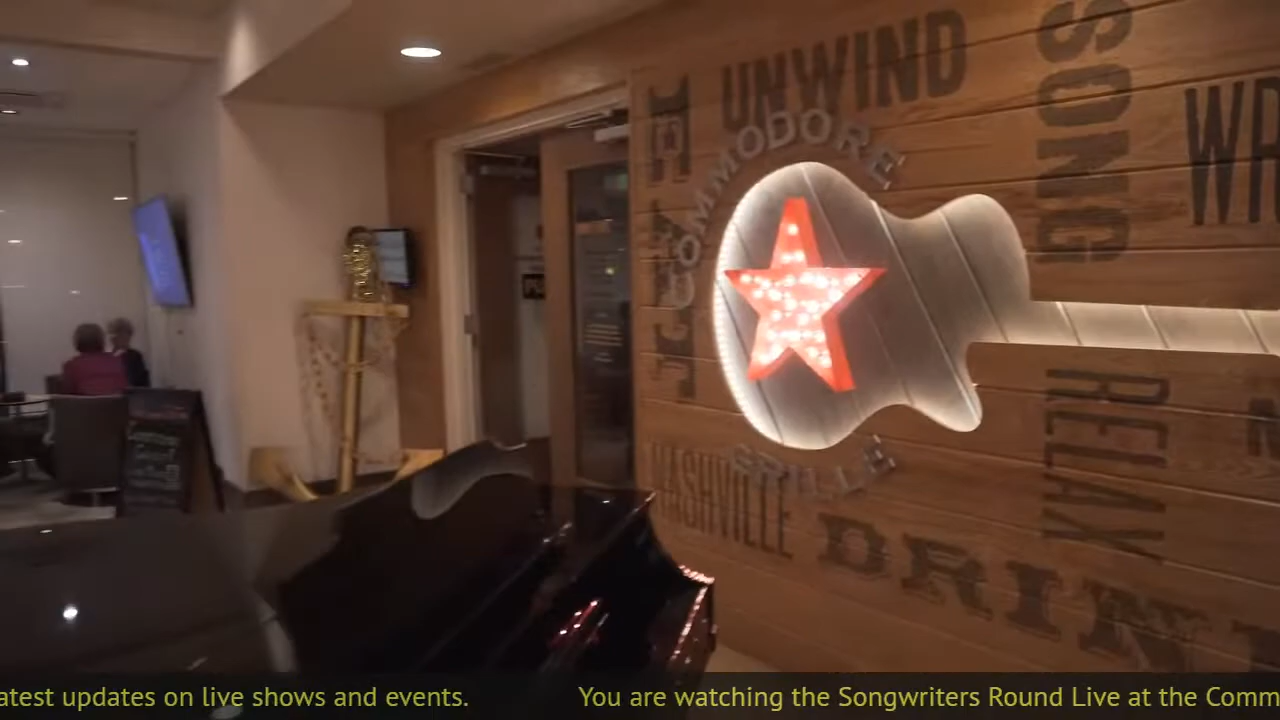 UNWIND
SONG
WR
COMMODORE
GRILLE
RELAX
NASHVILLE
DRINK
atest updates on live shows and events. You are watching the Songwriters Round Live at the Comm